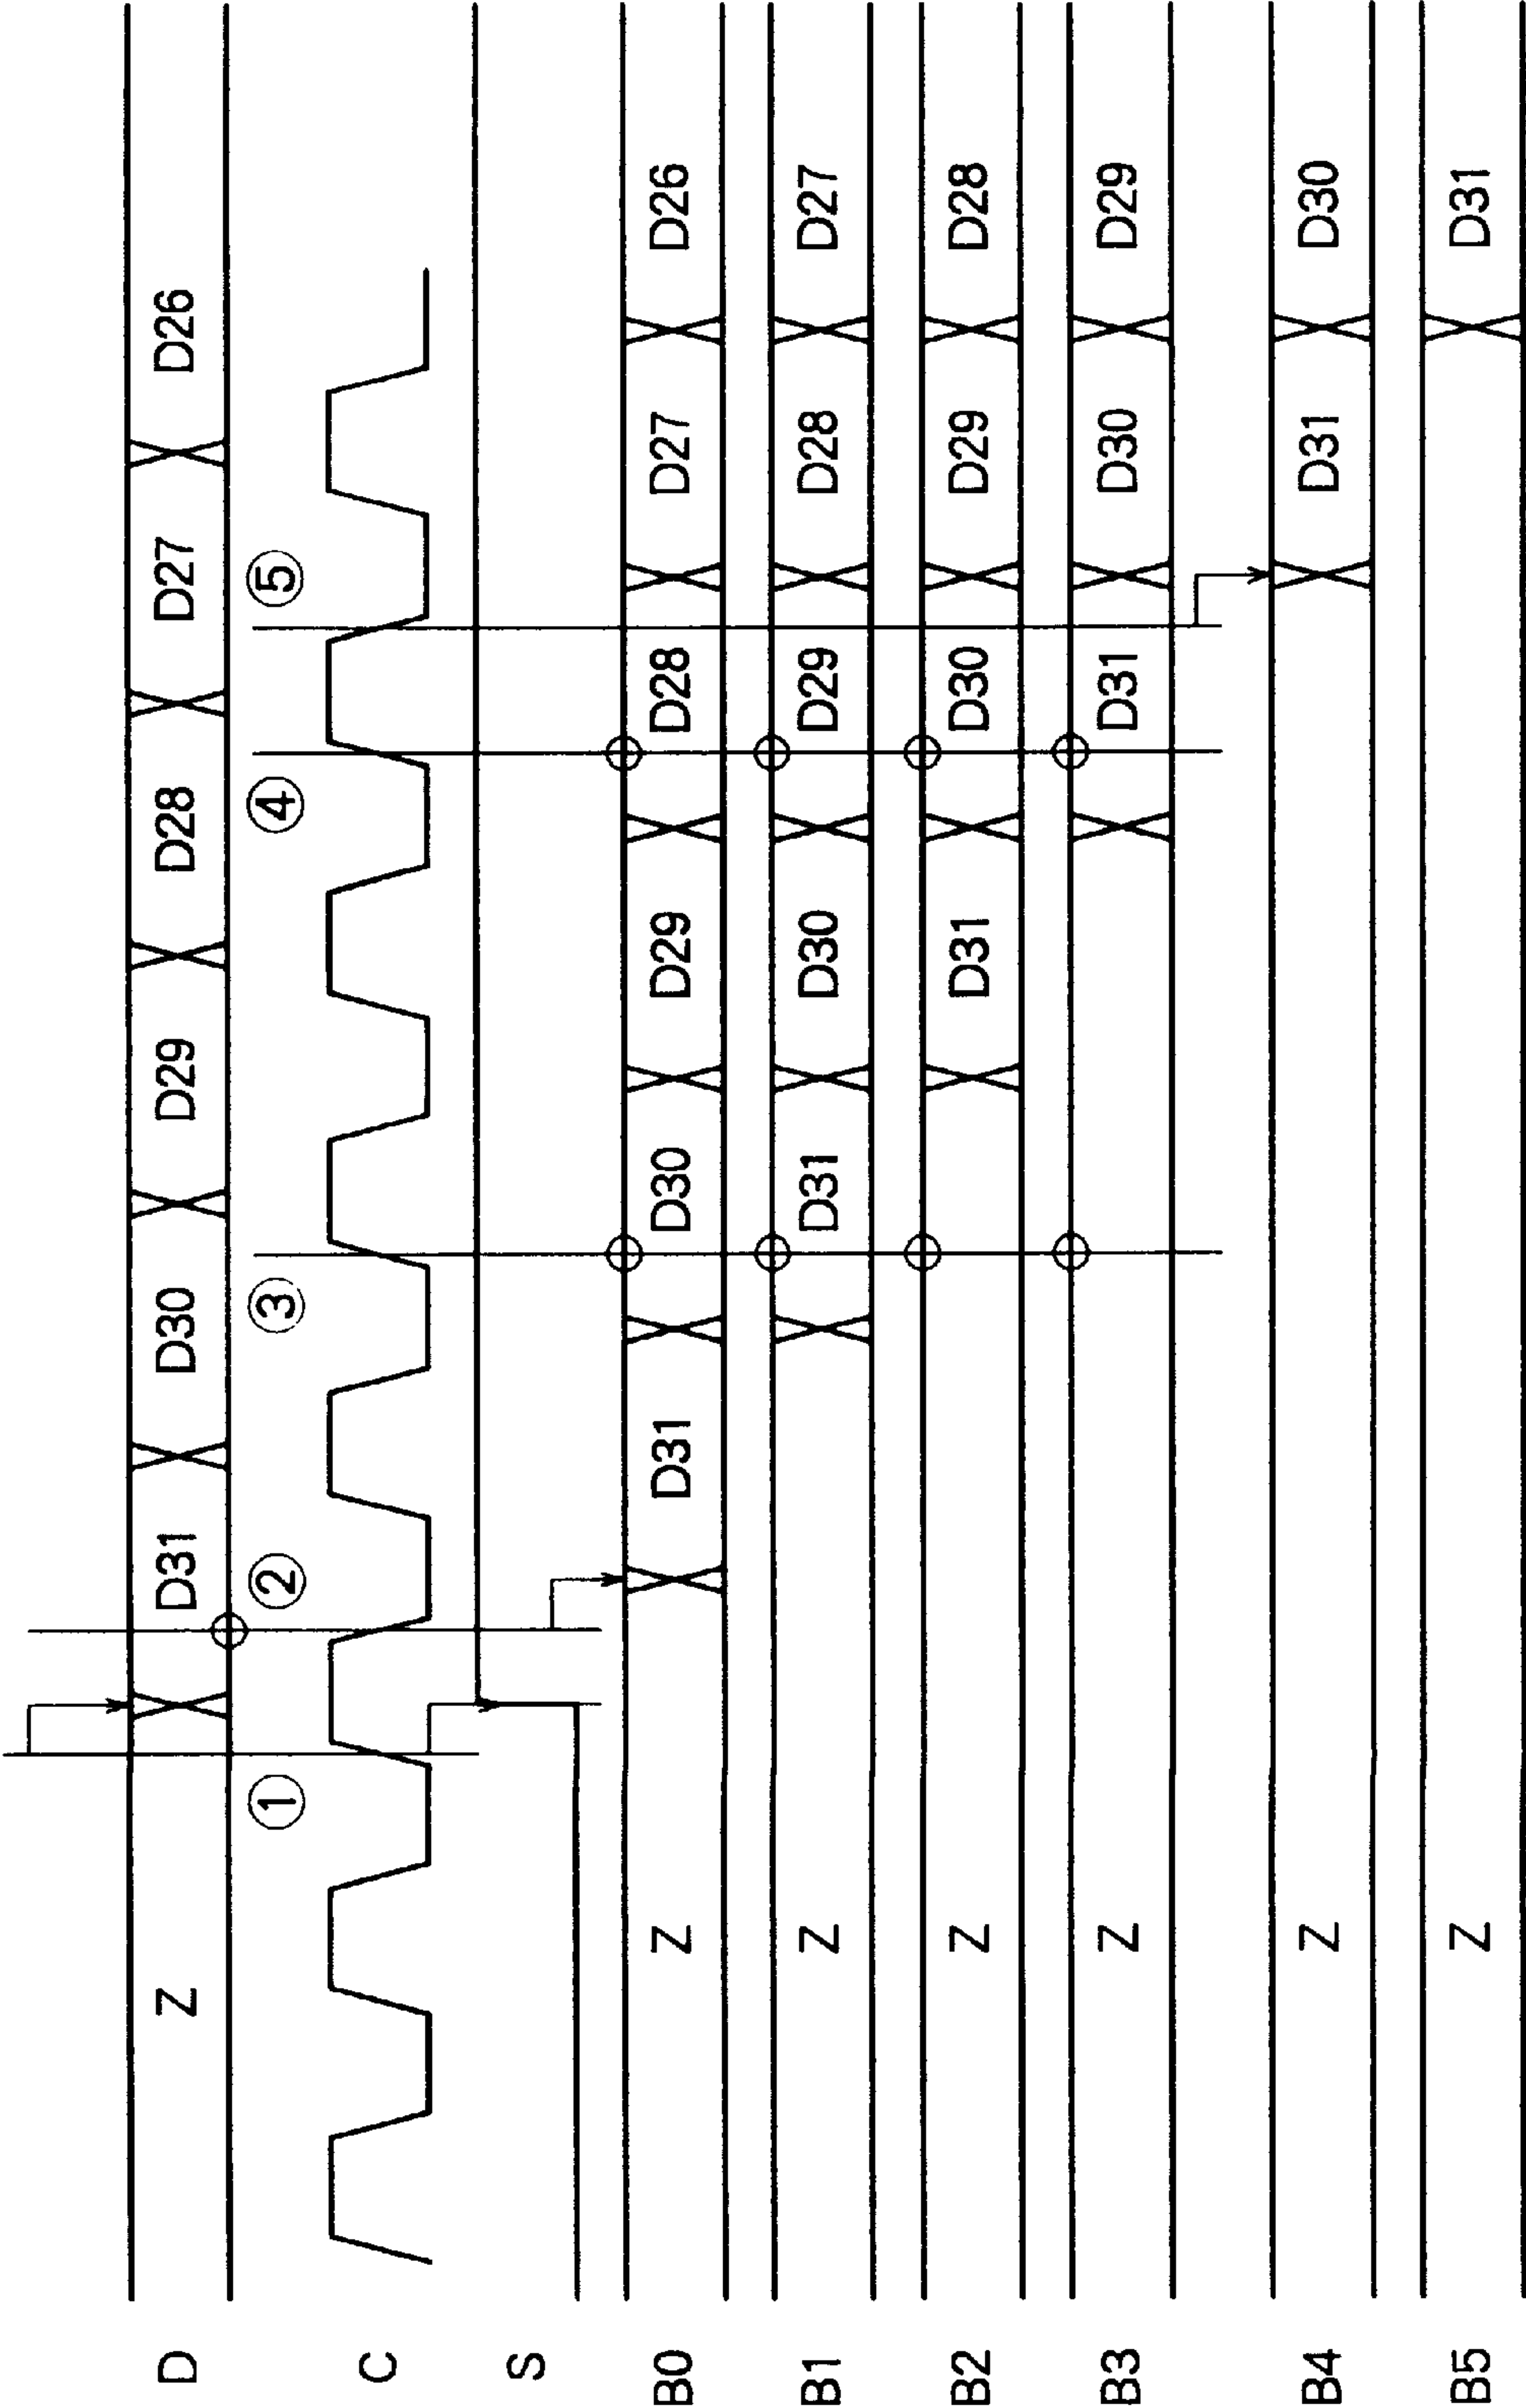 D Z D31 D30 D29 D28 D27 D26
① ② ③ ④ ⑤
C
S
B0 Z D31 D30 D29 D28 D27 D26
B1 Z D31 D30 D29 D28 D27
B2 Z D31 D30 D29 D28
B3 Z D31 D30 D29
B4 Z D31 D30
B5 Z D31